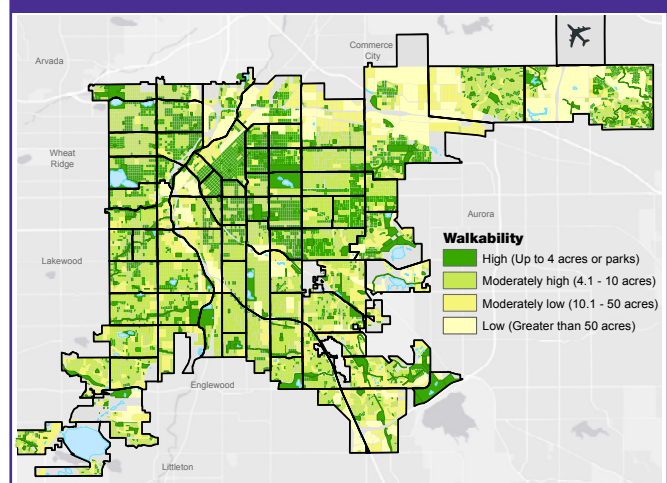 Commerce
City
Arvada
Wheat
Ridge
Aurora
Walkability
High (Up to 4 acres or parks)
Lakewood
Moderately high (4.1 - 10 acres)
Moderately low (10.1 - 50 acres)
Low (Greater than 50 acres)
Englewood
Littleton